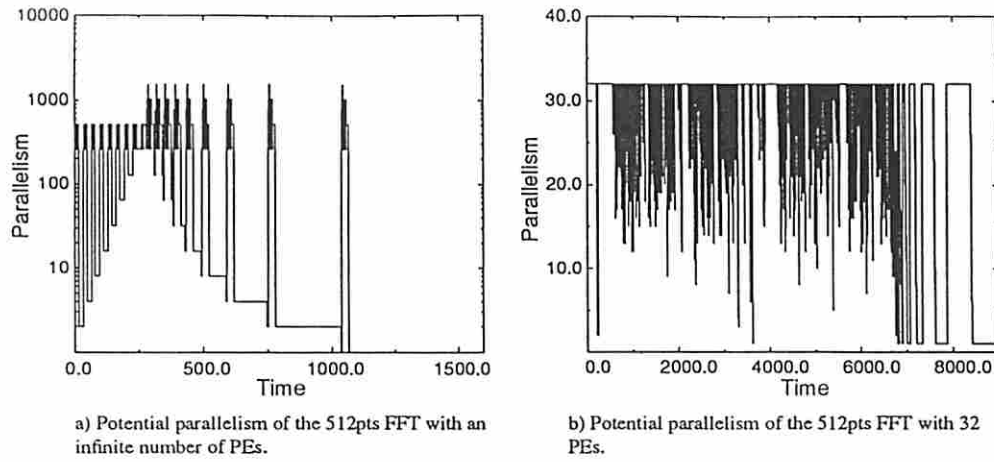 10000
1000
100
10
Parallelism
0.0 500.0 1000.0 1500.0
Time
a) Potential parallelism of the 512pts FFT with an
infinite number of PEs.
40.0
30.0
20.0
10.0
Parallelism
0.0 2000.0 4000.0 6000.0 8000.0
Time
b) Potential parallelism of the 512pts FFT with 32
PEs.